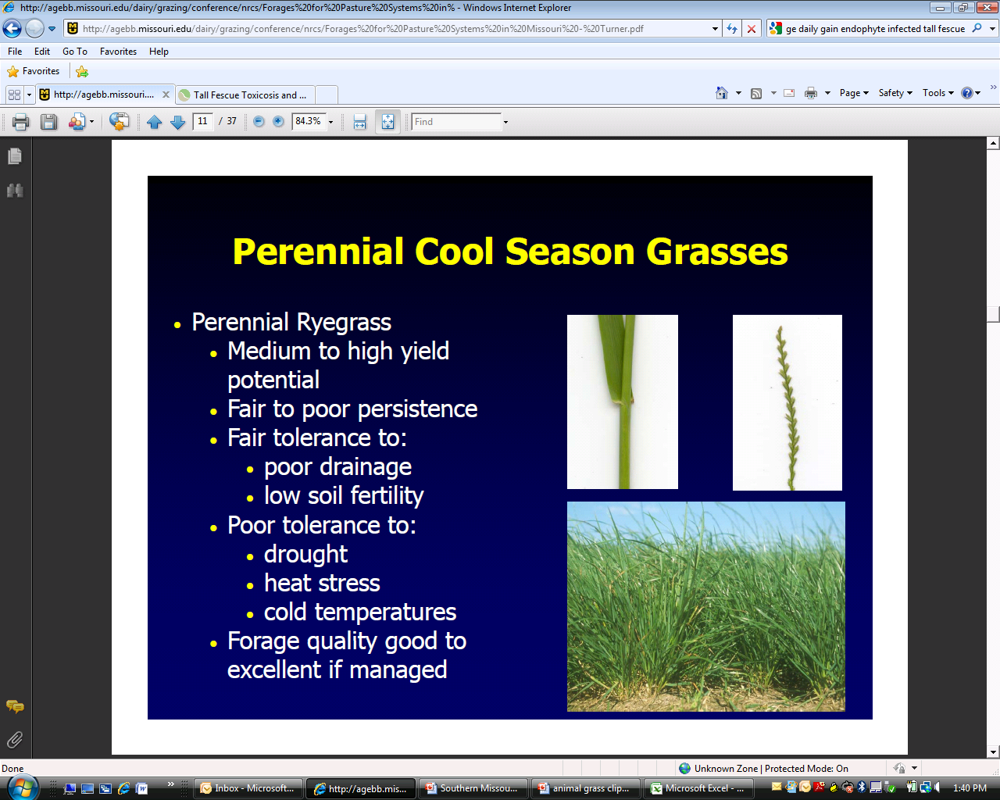 http://agebb.missouri.edu/dairy/grazing/conference/nrcs/Forages%20for%20Pasture%20Systems%20in% - Windows Internet Explorer
http://agebb.missouri.edu/dairy/grazing/conference/nrcs/Forages%20for%20Pasture%20Systems%20in%20Missouri%20-%20Turner.pdf
ge daily gain endophyte infected tall fescue
File Edit Go To Favorites Help
Favorites
http://agebb.missouri.... Tall Fescue Toxicosis and ... Page Safety Tools
11 / 37 84.3% Find
Perennial Cool Season Grasses
• Perennial Ryegrass
• Medium to high yield
potential
• Fair to poor persistence
• Fair tolerance to:
• poor drainage
• low soil fertility
• Poor tolerance to:
• drought
• heat stress
• cold temperatures
• Forage quality good to
excellent if managed
Done Unknown Zone | Protected Mode: On
Inbox - Microsoft... http://agebb.mis... Southern Missou... animal grass clip... Microsoft Excel - ... 1:40 PM